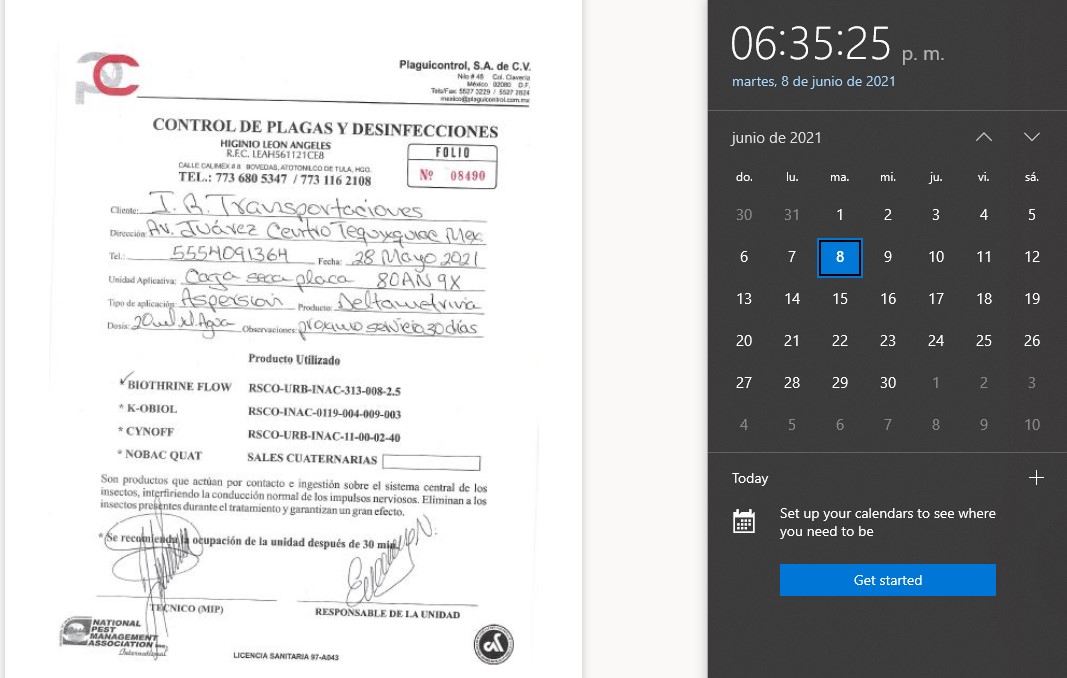 PC
Plaguicontrol, S.A. de C.V.
Nilo # 46 Col. Clavería
México 02080 D.F.
Tels/Fax: 5527 3229 / 5527 2824
mexico@plaguicontrol.com.mx
CONTROL DE PLAGAS Y DESINFECCIONES
HIGINIO LEON ANGELES
R.F.C. LEAH561121CE8
CALLE CALIMEX # 8 BOVEDAS, ATOTONILCO DE TULA, HGO.
TEL.: 773 680 5347 / 773 116 2108
FOLIO
Nº 08490
Cliente: I.R. Transportaciones
Dirección: Av. Juárez Centro Tequixquiac Mex
Tel.: 5554091364 Fecha: 28 Mayo 2021
Unidad Aplicativa: Caja seca placa 80AN9X
Tipo de aplicación: Aspersion Producto: Deltametrivia
Dosis: 20ml xl Agua Observaciones: proximo servicio 30 días
Producto Utilizado
✓ BIOTHRINE FLOW RSCO-URB-INAC-313-008-2.5
* K-OBIOL RSCO-INAC-0119-004-009-003
* CYNOFF RSCO-URB-INAC-11-00-02-40
* NOBAC QUAT SALES CUATERNARIAS
Son productos que actúan por contacto e ingestión sobre el sistema central de los
insectos, interfiriendo la conducción normal de los impulsos nerviosos. Eliminan a los
insectos presentes durante el tratamiento y garantizan un gran efecto.
* Se recomienda la ocupación de la unidad después de 30 min.
TECNICO (MIP)
RESPONSABLE DE LA UNIDAD
NATIONAL
PEST
MANAGEMENT
ASSOCIATION Inc.
International
LICENCIA SANITARIA 97-A043
06:35:25 p. m.
martes, 8 de junio de 2021
junio de 2021
do. lu. ma. mi. ju. vi. sá.
30 31 1 2 3 4 5
6 7 8 9 10 11 12
13 14 15 16 17 18 19
20 21 22 23 24 25 26
27 28 29 30 1 2 3
4 5 6 7 8 9 10
Today
Set up your calendars to see where
you need to be
Get started